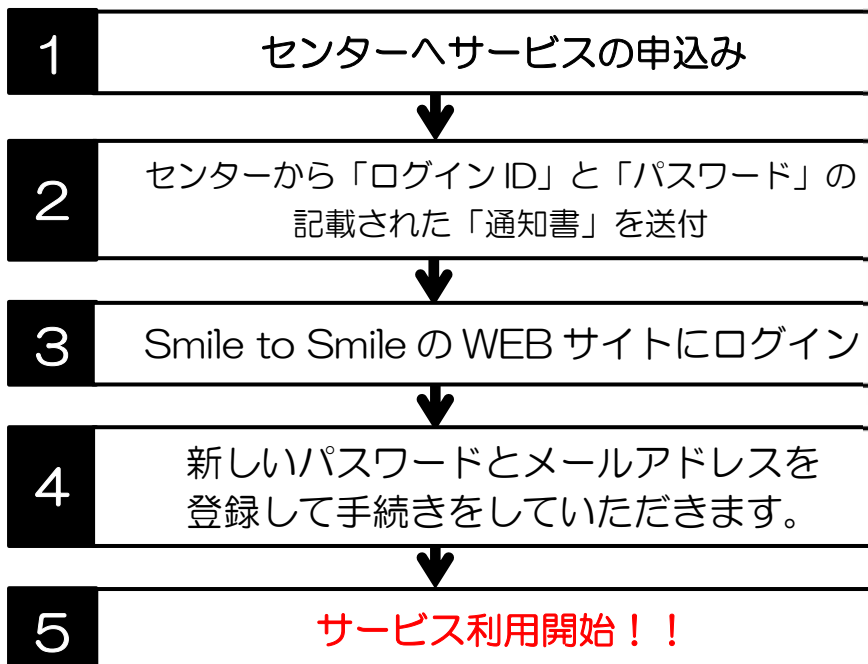 1 センターへサービスの申込み
2 センターから「ログインID」と「パスワード」の
記載された「通知書」を送付
3 Smile to Smile の WEB サイトにログイン
4 新しいパスワードとメールアドレスを
登録して手続きをしていただきます。
5 サービス利用開始！！